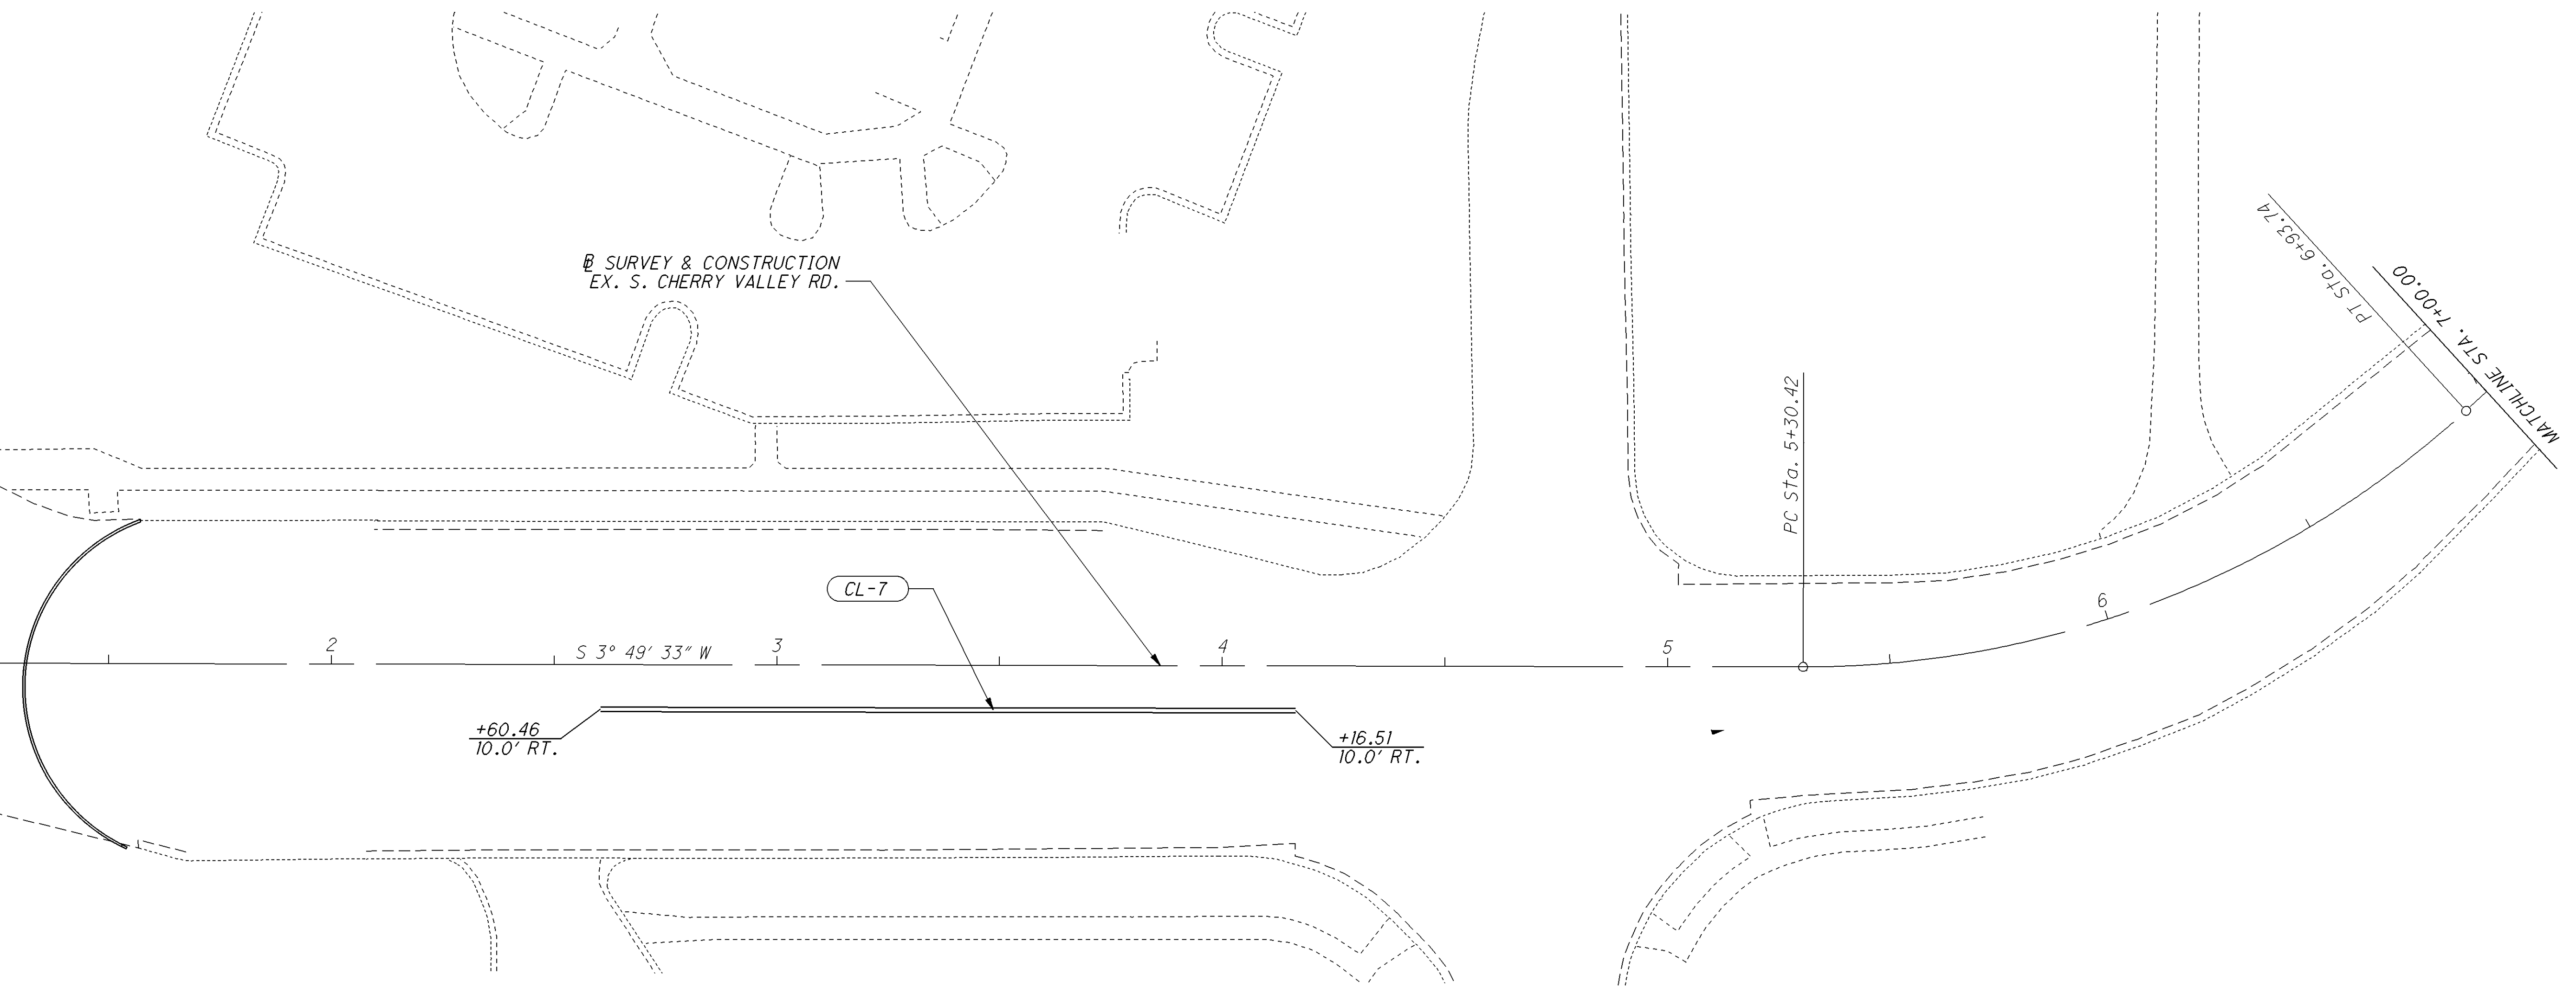 ℄ SURVEY & CONSTRUCTION
EX. S. CHERRY VALLEY RD.
PT Sta. 6+93.74
MATCHLINE STA. 7+00.00
PC Sta. 5+30.42
CL-7
2
S 3° 49' 33" W
3
4
5
6
+60.46
10.0' RT.
+16.51
10.0' RT.